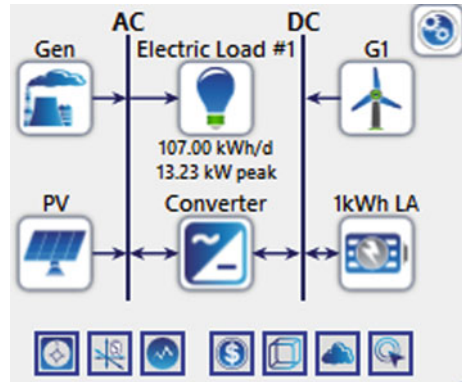 AC DC
Gen Electric Load #1 G1
107.00 kWh/d
13.23 kW peak
PV Converter 1kWh LA